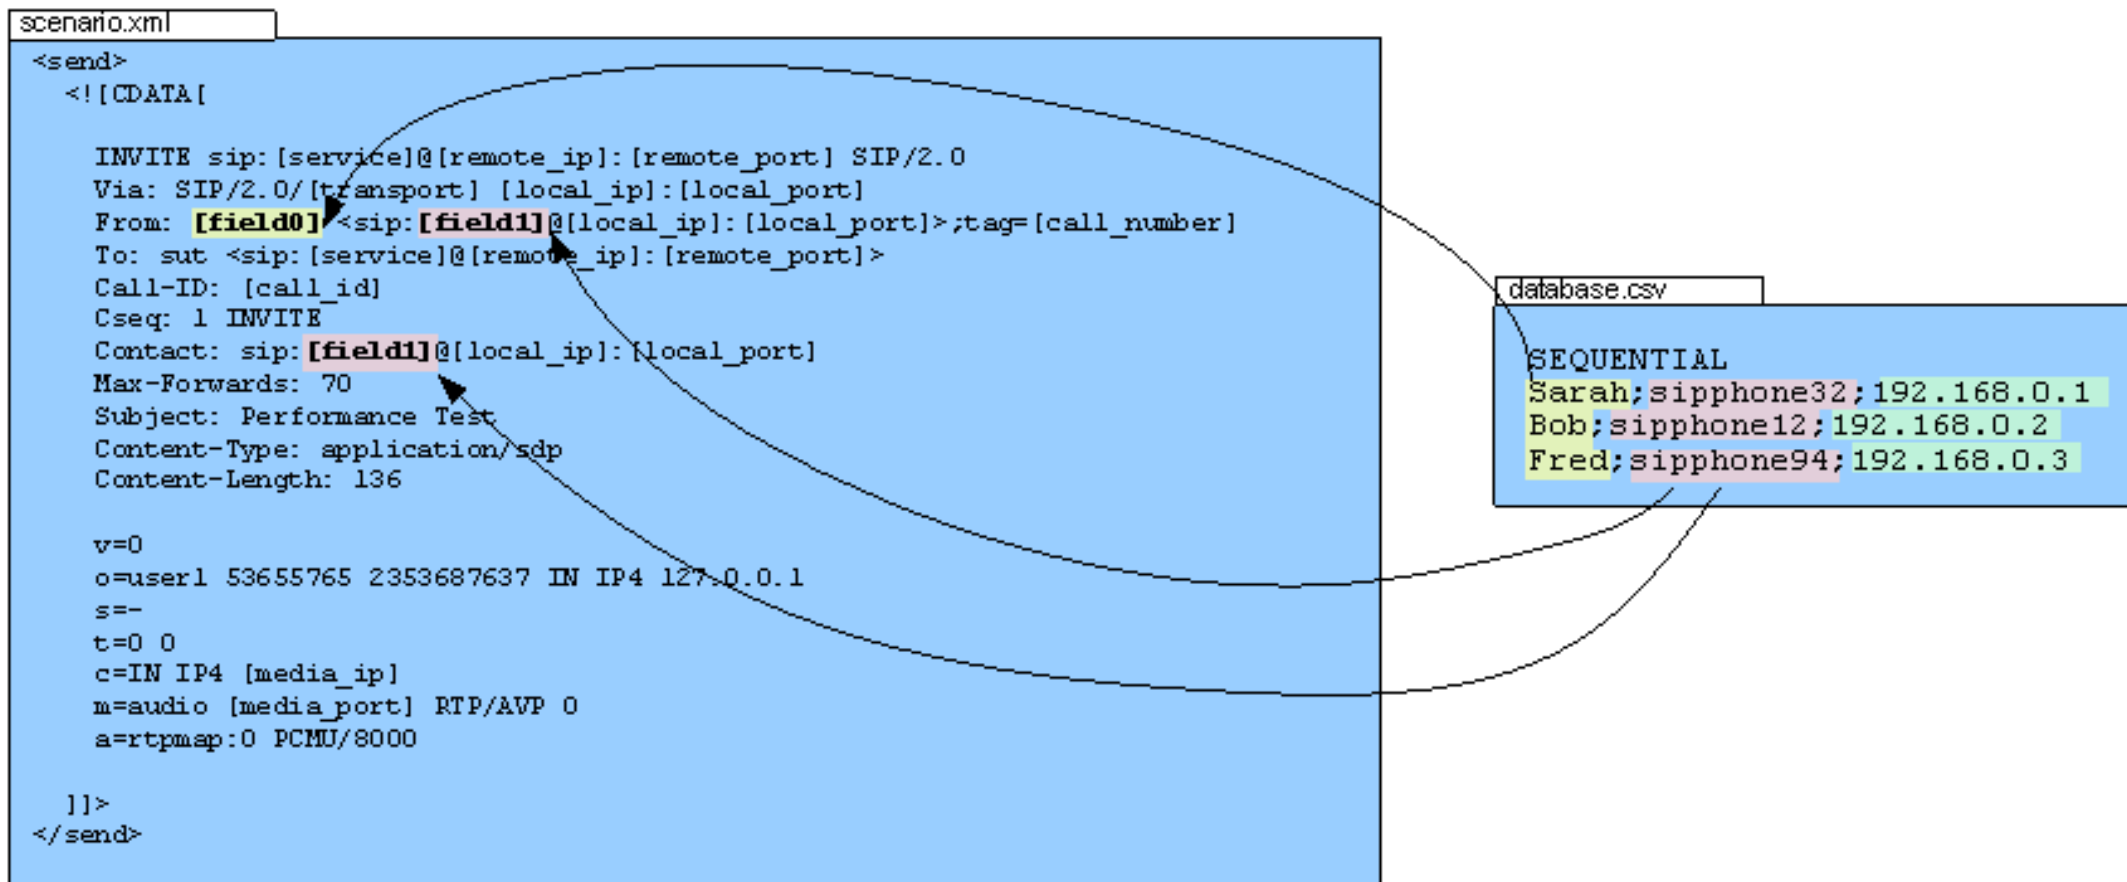 scenario.xml
<send>
<![CDATA[
INVITE sip:[service]@[remote_ip]:[remote_port] SIP/2.0
Via: SIP/2.0/[transport] [local_ip]:[local_port]
From: [field0] <sip:[field1]@[local_ip]:[local_port]>;tag=[call_number]
To: sut <sip:[service]@[remote_ip]:[remote_port]>
Call-ID: [call_id]
Cseq: 1 INVITE
Contact: sip:[field1]@[local_ip]:[local_port]
Max-Forwards: 70
Subject: Performance Test
Content-Type: application/sdp
Content-Length: 136
v=0
o=user1 53655765 2353687637 IN IP4 127.0.0.1
s=-
t=0 0
c=IN IP4 [media_ip]
m=audio [media_port] RTP/AVP 0
a=rtpmap:0 PCMU/8000
]]>
</send>
database.csv
SEQUENTIAL
Sarah;sipphone32;192.168.0.1
Bob;sipphone12;192.168.0.2
Fred;sipphone94;192.168.0.3